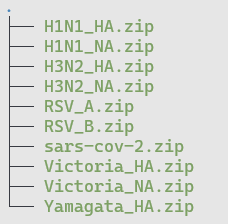 .
├── H1N1_HA.zip
├── H1N1_NA.zip
├── H3N2_HA.zip
├── H3N2_NA.zip
├── RSV_A.zip
├── RSV_B.zip
├── sars-cov-2.zip
├── Victoria_HA.zip
├── Victoria_NA.zip
└── Yamagata_HA.zip